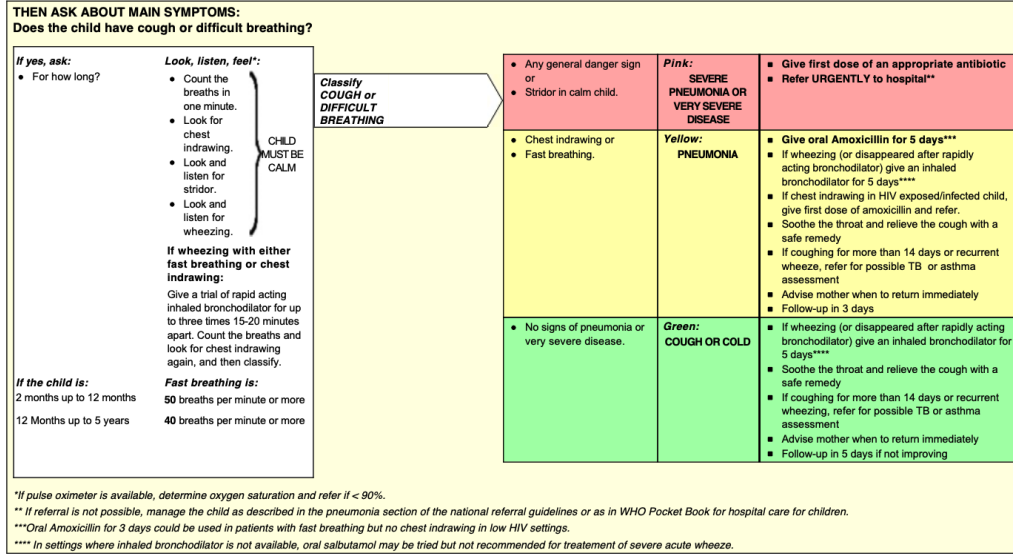 THEN ASK ABOUT MAIN SYMPTOMS:
Does the child have cough or difficult breathing?
If yes, ask:
● For how long?
Look, listen, feel*:
● Count the
breaths in
one minute.
● Look for
chest
indrawing.
● Look and
listen for
stridor.
● Look and
listen for
wheezing.
CHILD
MUST BE
CALM
If wheezing with either
fast breathing or chest
indrawing:
Give a trial of rapid acting
inhaled bronchodilator for up
to three times 15-20 minutes
apart. Count the breaths and
look for chest indrawing
again, and then classify.
If the child is:
Fast breathing is:
2 months up to 12 months
50 breaths per minute or more
12 Months up to 5 years
40 breaths per minute or more
Classify
COUGH or
DIFFICULT
BREATHING
● Any general danger sign
or
● Stridor in calm child.
Pink:
SEVERE
PNEUMONIA OR
VERY SEVERE
DISEASE
■ Give first dose of an appropriate antibiotic
■ Refer URGENTLY to hospital**
● Chest indrawing or
● Fast breathing.
Yellow:
PNEUMONIA
■ Give oral Amoxicillin for 5 days***
■ If wheezing (or disappeared after rapidly
acting bronchodilator) give an inhaled
bronchodilator for 5 days****
■ If chest indrawing in HIV exposed/infected child,
give first dose of amoxicillin and refer.
■ Soothe the throat and relieve the cough with a
safe remedy
■ If coughing for more than 14 days or recurrent
wheeze, refer for possible TB or asthma
assessment
■ Advise mother when to return immediately
■ Follow-up in 3 days
● No signs of pneumonia or
very severe disease.
Green:
COUGH OR COLD
■ If wheezing (or disappeared after rapidly acting
bronchodilator) give an inhaled bronchodilator for
5 days****
■ Soothe the throat and relieve the cough with a
safe remedy
■ If coughing for more than 14 days or recurrent
wheezing, refer for possible TB or asthma
assessment
■ Advise mother when to return immediately
■ Follow-up in 5 days if not improving
*If pulse oximeter is available, determine oxygen saturation and refer if < 90%.
** If referral is not possible, manage the child as described in the pneumonia section of the national referral guidelines or as in WHO Pocket Book for hospital care for children.
***Oral Amoxicillin for 3 days could be used in patients with fast breathing but no chest indrawing in low HIV settings.
**** In settings where inhaled bronchodilator is not available, oral salbutamol may be tried but not recommended for treatement of severe acute wheeze.